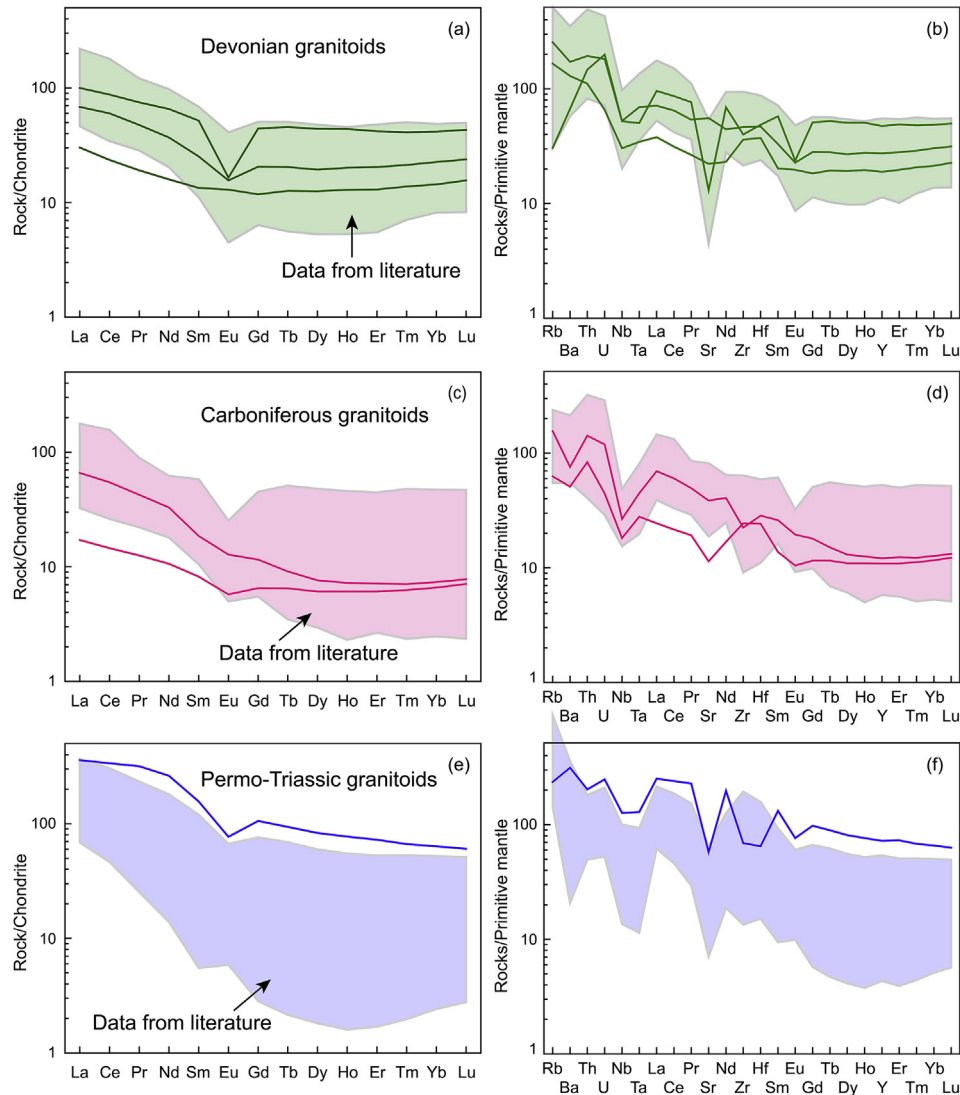 (a)
Devonian granitoids
Rock/Chondrite
100
10
1
Data from literature
La Ce Pr Nd Sm Eu Gd Tb Dy Ho Er Tm Yb Lu
(b)
Rocks/Primitive mantle
100
10
1
Rb Th Nb La Pr Nd Hf Eu Tb Ho Er Yb
Ba U Ta Ce Sr Zr Sm Gd Dy Y Tm Lu
(c)
Carboniferous granitoids
Rock/Chondrite
100
10
1
Data from literature
La Ce Pr Nd Sm Eu Gd Tb Dy Ho Er Tm Yb Lu
(d)
Rocks/Primitive mantle
100
10
1
Rb Th Nb La Pr Nd Hf Eu Tb Ho Er Yb
Ba U Ta Ce Sr Zr Sm Gd Dy Y Tm Lu
(e)
Permo-Triassic granitoids
Rock/Chondrite
100
10
1
Data from literature
La Ce Pr Nd Sm Eu Gd Tb Dy Ho Er Tm Yb Lu
(f)
Rocks/Primitive mantle
100
10
1
Rb Th Nb La Pr Nd Hf Eu Tb Ho Er Yb
Ba U Ta Ce Sr Zr Sm Gd Dy Y Tm Lu